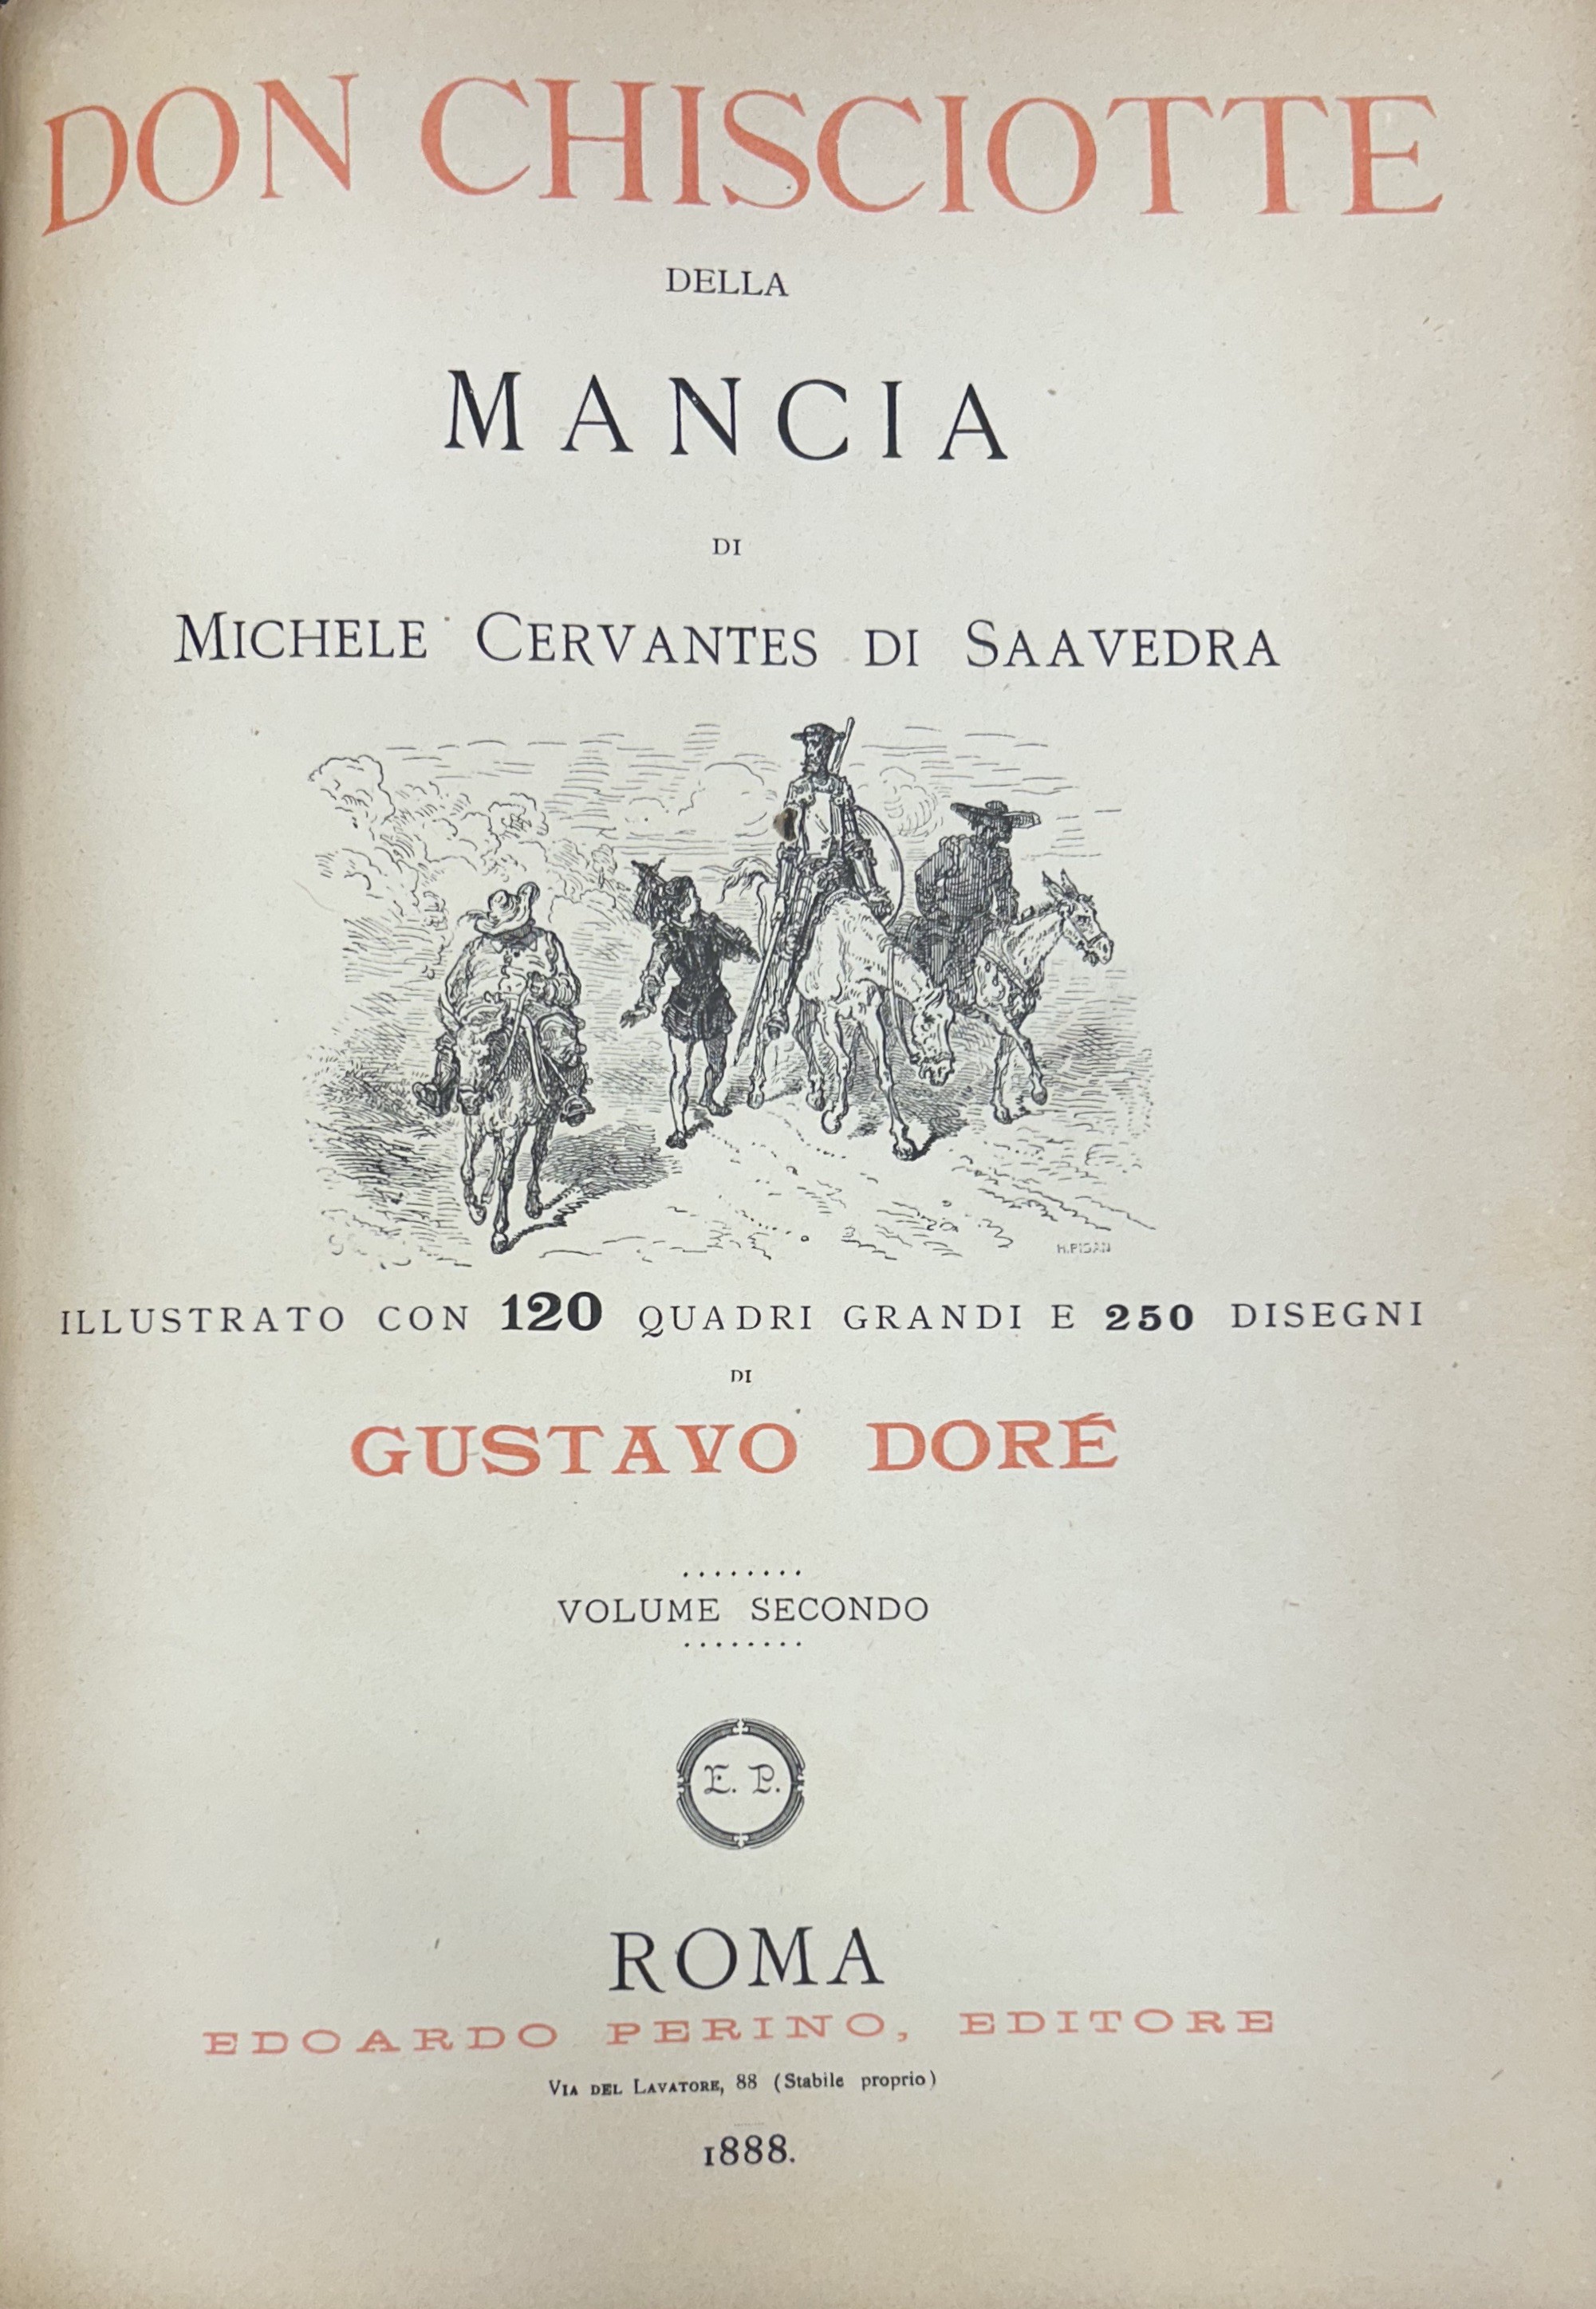 DON CHISCIOTTE
DELLA
MANCIA
DI
MICHELE CERVANTES DI SAAVEDRA
H.PISAN
ILLUSTRATO CON 120 QUADRI GRANDI E 250 DISEGNI
DI
GUSTAVO DORÉ
........
VOLUME SECONDO
........
E. P.
ROMA
EDOARDO PERINO, EDITORE
VIA DEL LAVATORE, 88 (Stabile proprio)
1888.